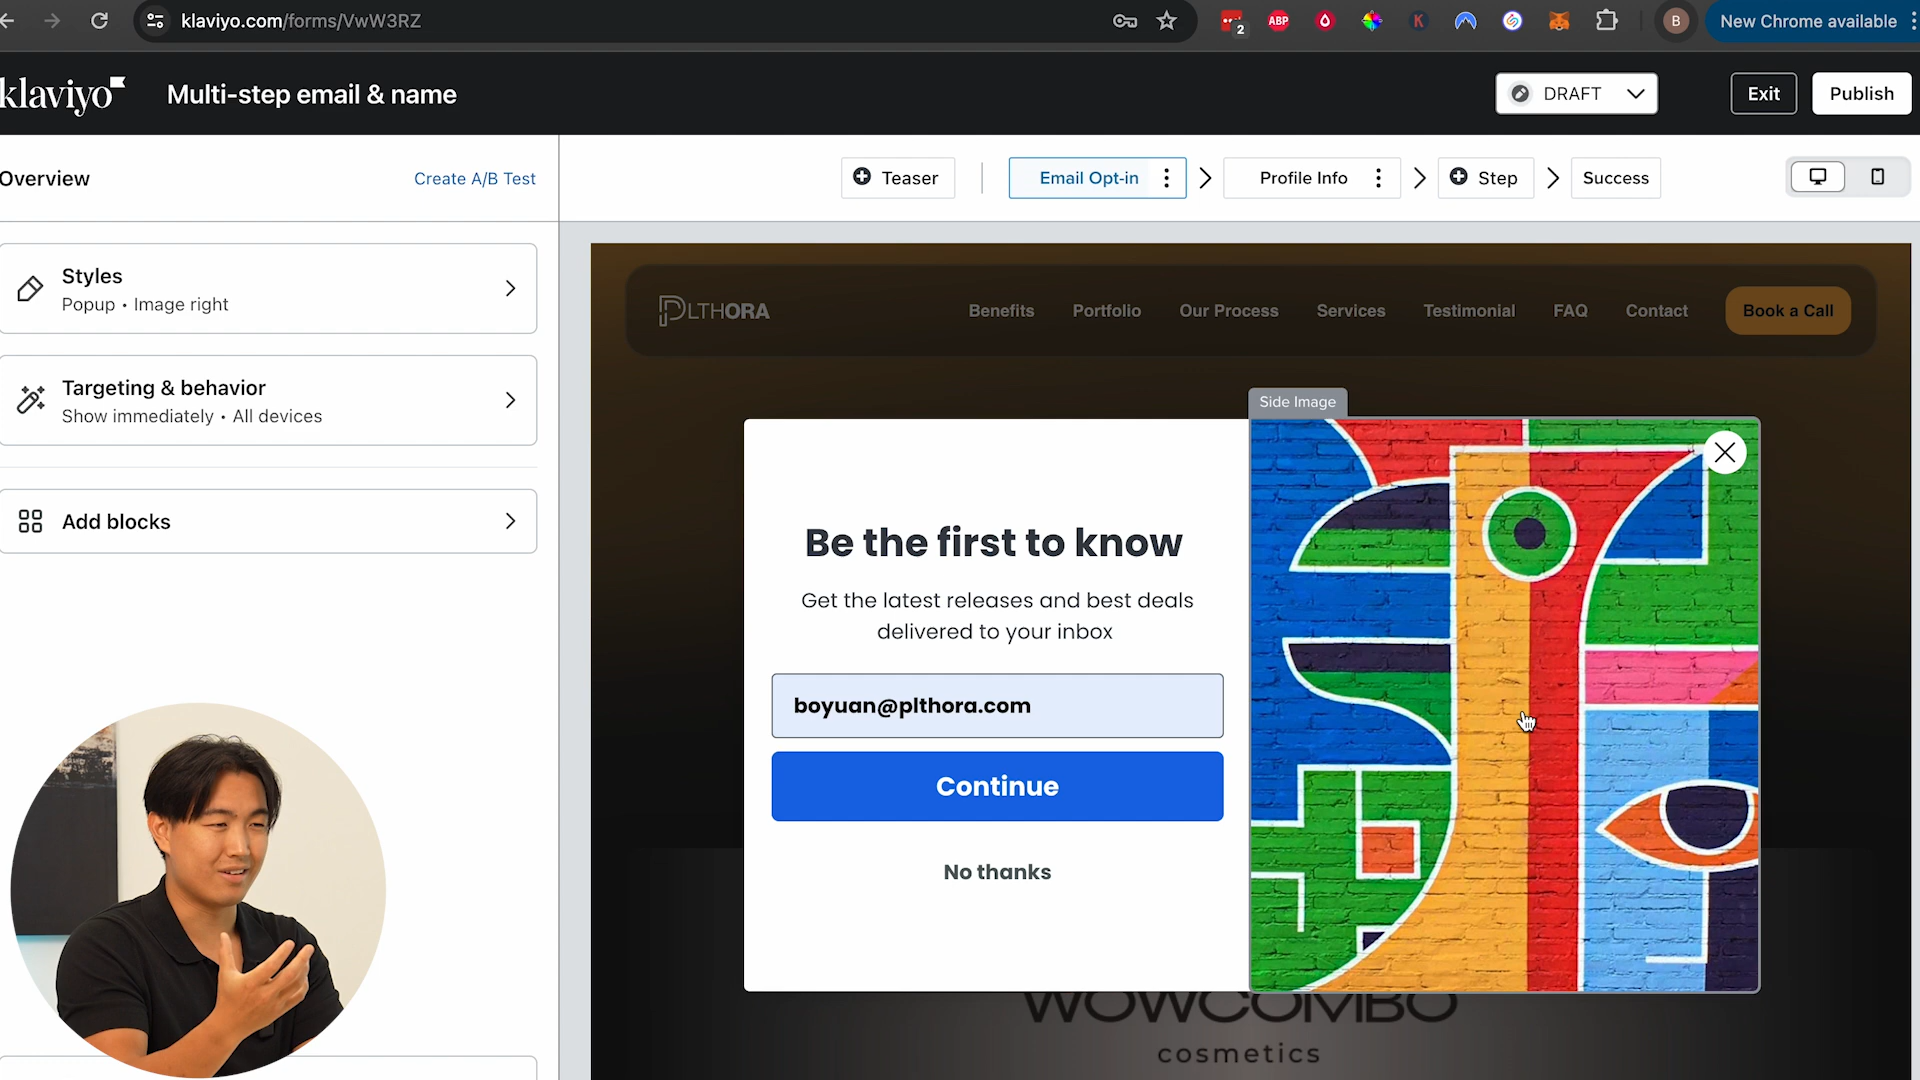 klaviyo.com/forms/VwW3RZ
2
ABP
K
B
New Chrome available
klaviyo
Multi-step email & name
DRAFT
Exit
Publish
Overview
Create A/B Test
Teaser
Email Opt-in
Profile Info
Step
Success
Styles
Popup • Image right
Targeting & behavior
Show immediately • All devices
Add blocks
PLTHORA
Benefits
Portfolio
Our Process
Services
Testimonial
FAQ
Contact
Book a Call
Side Image
Be the first to know
Get the latest releases and best deals
delivered to your inbox
boyuan@plthora.com
Continue
No thanks
WOWCOMBO
cosmetics